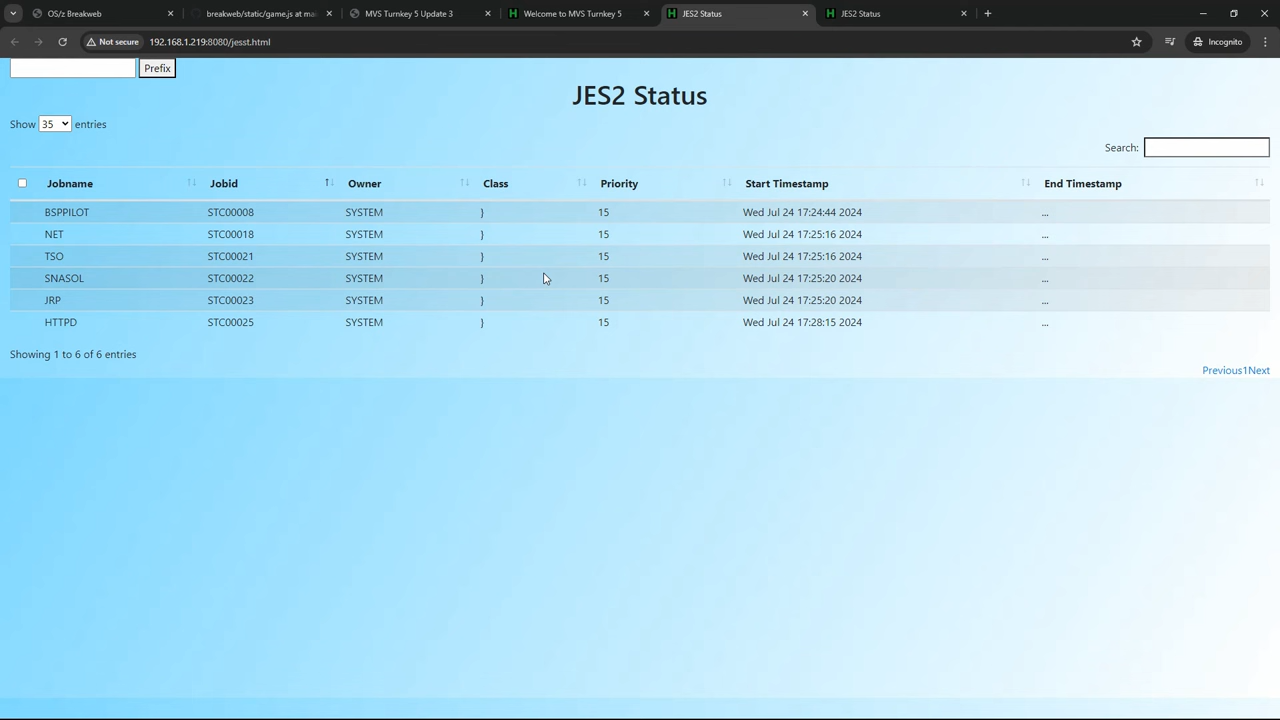 OS/z Breakweb
breakweb/static/game.js at mai
MVS Turnkey 5 Update 3
Welcome to MVS Turnkey 5
JES2 Status
JES2 Status
Not secure
192.168.1.219:8080/jesst.html
Incognito
Prefix
JES2 Status
Show 35 entries
Search:
Jobname Jobid Owner Class Priority Start Timestamp End Timestamp
BSPPILOT STC00008 SYSTEM } 15 Wed Jul 24 17:24:44 2024 ...
NET STC00018 SYSTEM } 15 Wed Jul 24 17:25:16 2024 ...
TSO STC00021 SYSTEM } 15 Wed Jul 24 17:25:16 2024 ...
SNASOL STC00022 SYSTEM } 15 Wed Jul 24 17:25:20 2024 ...
JRP STC00023 SYSTEM } 15 Wed Jul 24 17:25:20 2024 ...
HTTPD STC00025 SYSTEM } 15 Wed Jul 24 17:28:15 2024 ...
Showing 1 to 6 of 6 entries
Previous1Next